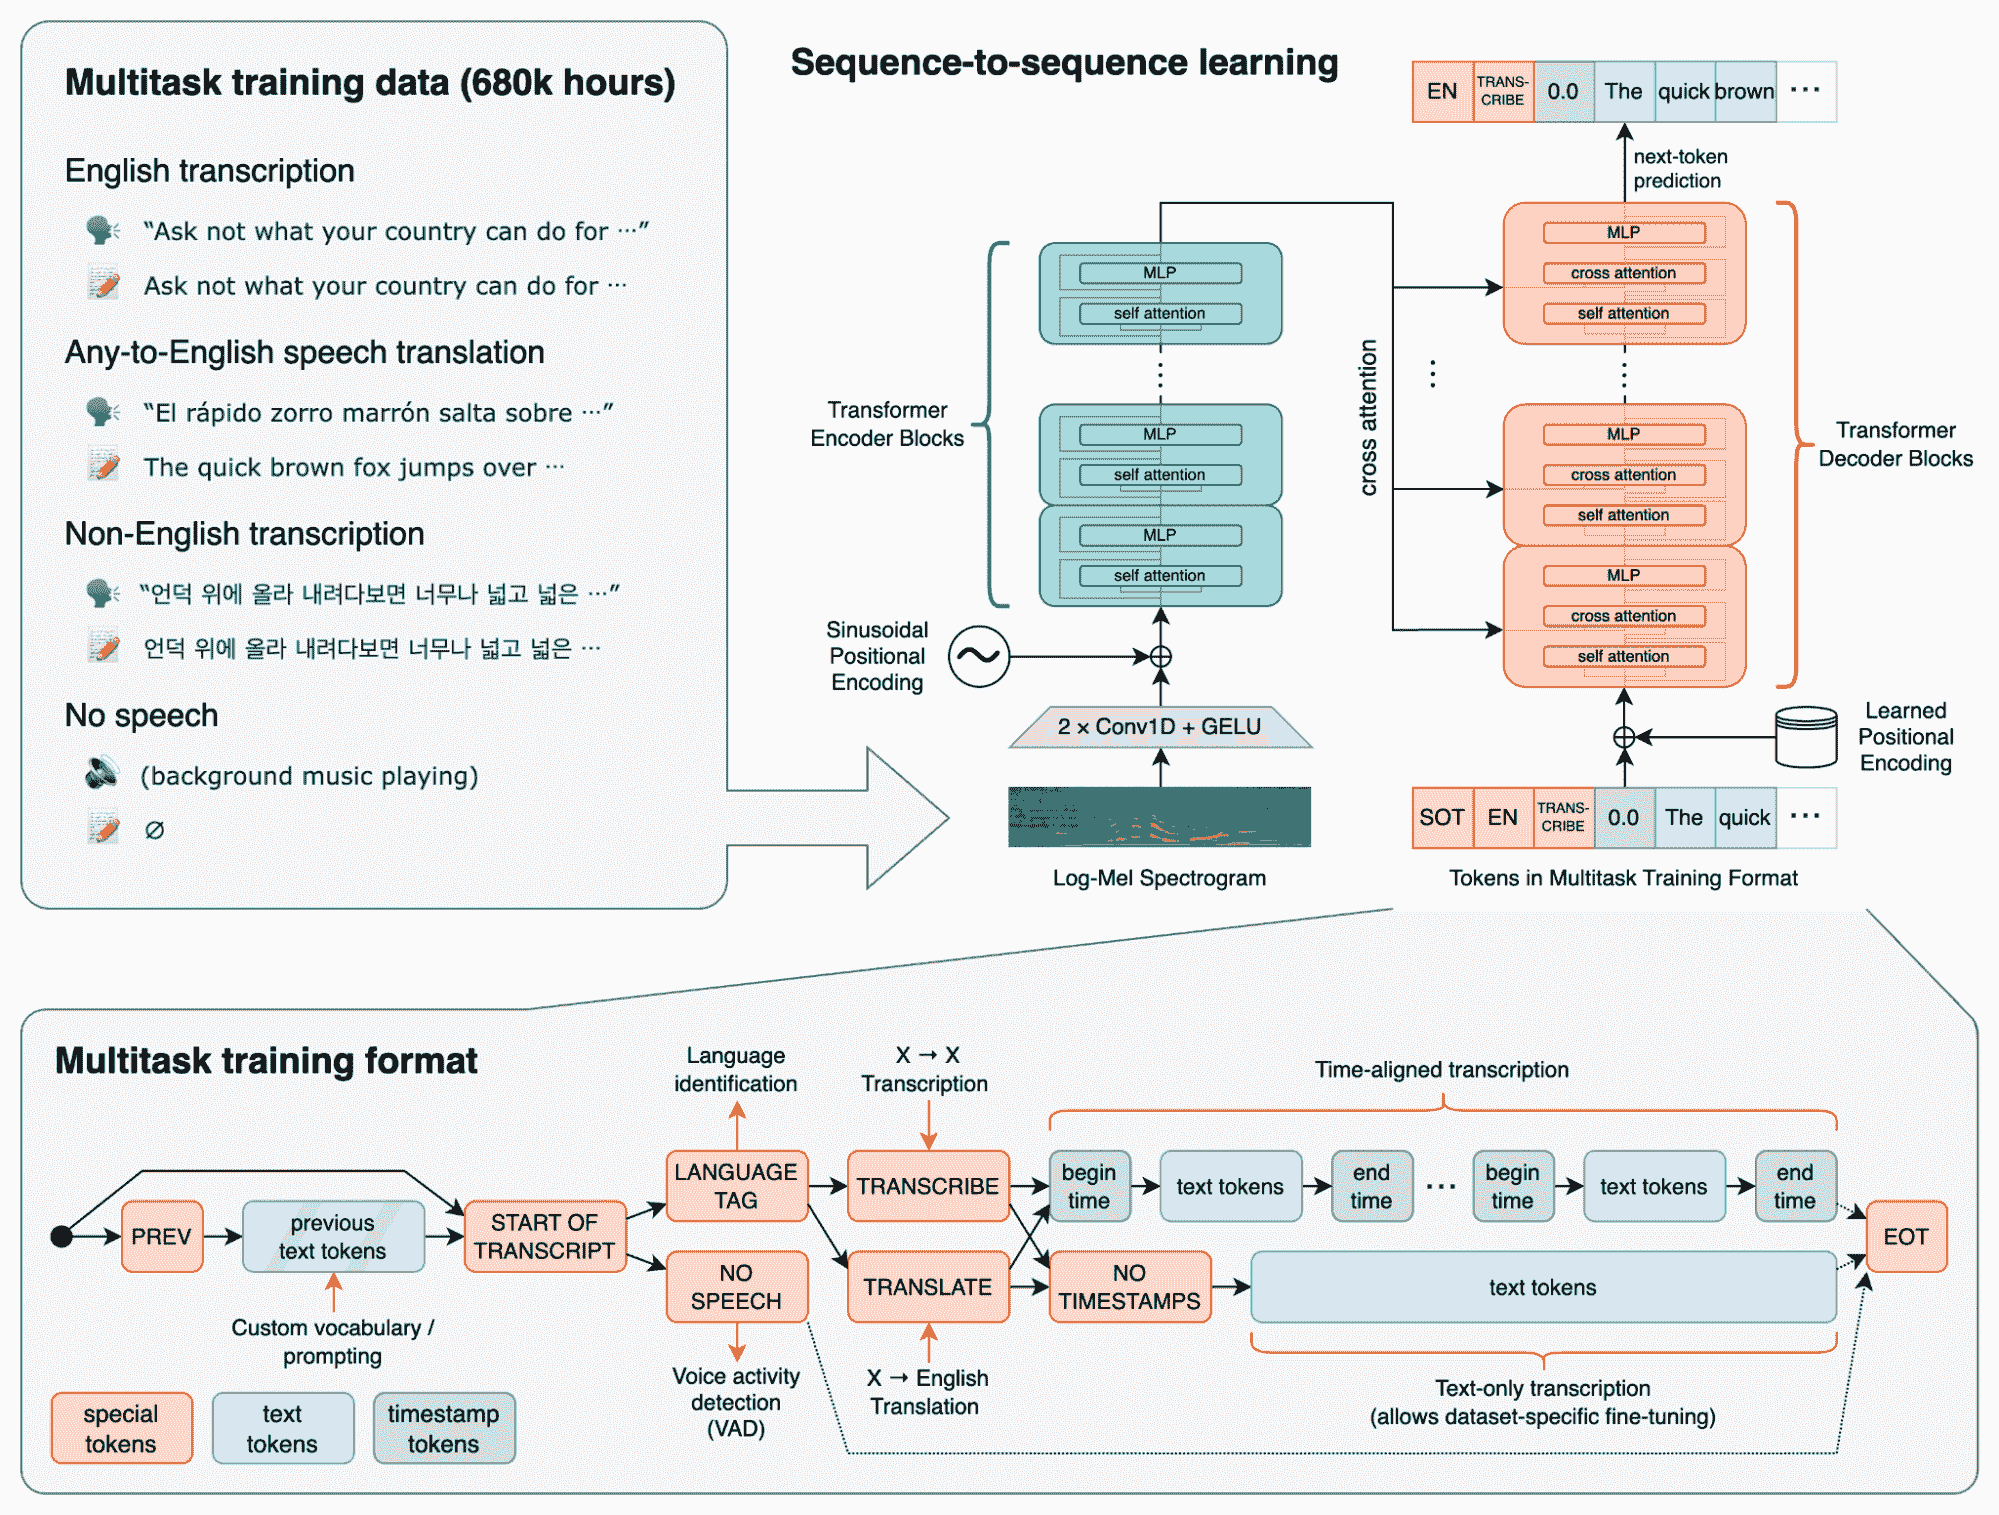 Multitask training data (680k hours)
English transcription
“Ask not what your country can do for ⋯”
Ask not what your country can do for ⋯
Any-to-English speech translation
“El rápido zorro marrón salta sobre ⋯”
The quick brown fox jumps over ⋯
Non-English transcription
“언덕 위에 올라 내려다보면 너무나 넓고 넓은 ⋯”
언덕 위에 올라 내려다보면 너무나 넓고 넓은 ⋯
No speech
(background music playing)
∅
Sequence-to-sequence learning
EN
TRANS-
CRIBE
0.0
The
quick
brown
⋯
next-token
prediction
MLP
self attention
MLP
self attention
MLP
self attention
Transformer
Encoder Blocks
cross attention
MLP
cross attention
self attention
MLP
cross attention
self attention
MLP
cross attention
self attention
Transformer
Decoder Blocks
Sinusoidal
Positional
Encoding
2 × Conv1D + GELU
Log-Mel Spectrogram
Learned
Positional
Encoding
SOT
EN
TRANS-
CRIBE
0.0
The
quick
⋯
Tokens in Multitask Training Format
Multitask training format
Language
identification
X → X
Transcription
Time-aligned transcription
PREV
previous
text tokens
START OF
TRANSCRIPT
LANGUAGE
TAG
TRANSCRIBE
begin
time
text tokens
end
time
⋯
begin
time
text tokens
end
time
EOT
NO
SPEECH
TRANSLATE
NO
TIMESTAMPS
text tokens
Custom vocabulary /
prompting
Voice activity
detection
(VAD)
X → English
Translation
Text-only transcription
(allows dataset-specific fine-tuning)
special
tokens
text
tokens
timestamp
tokens